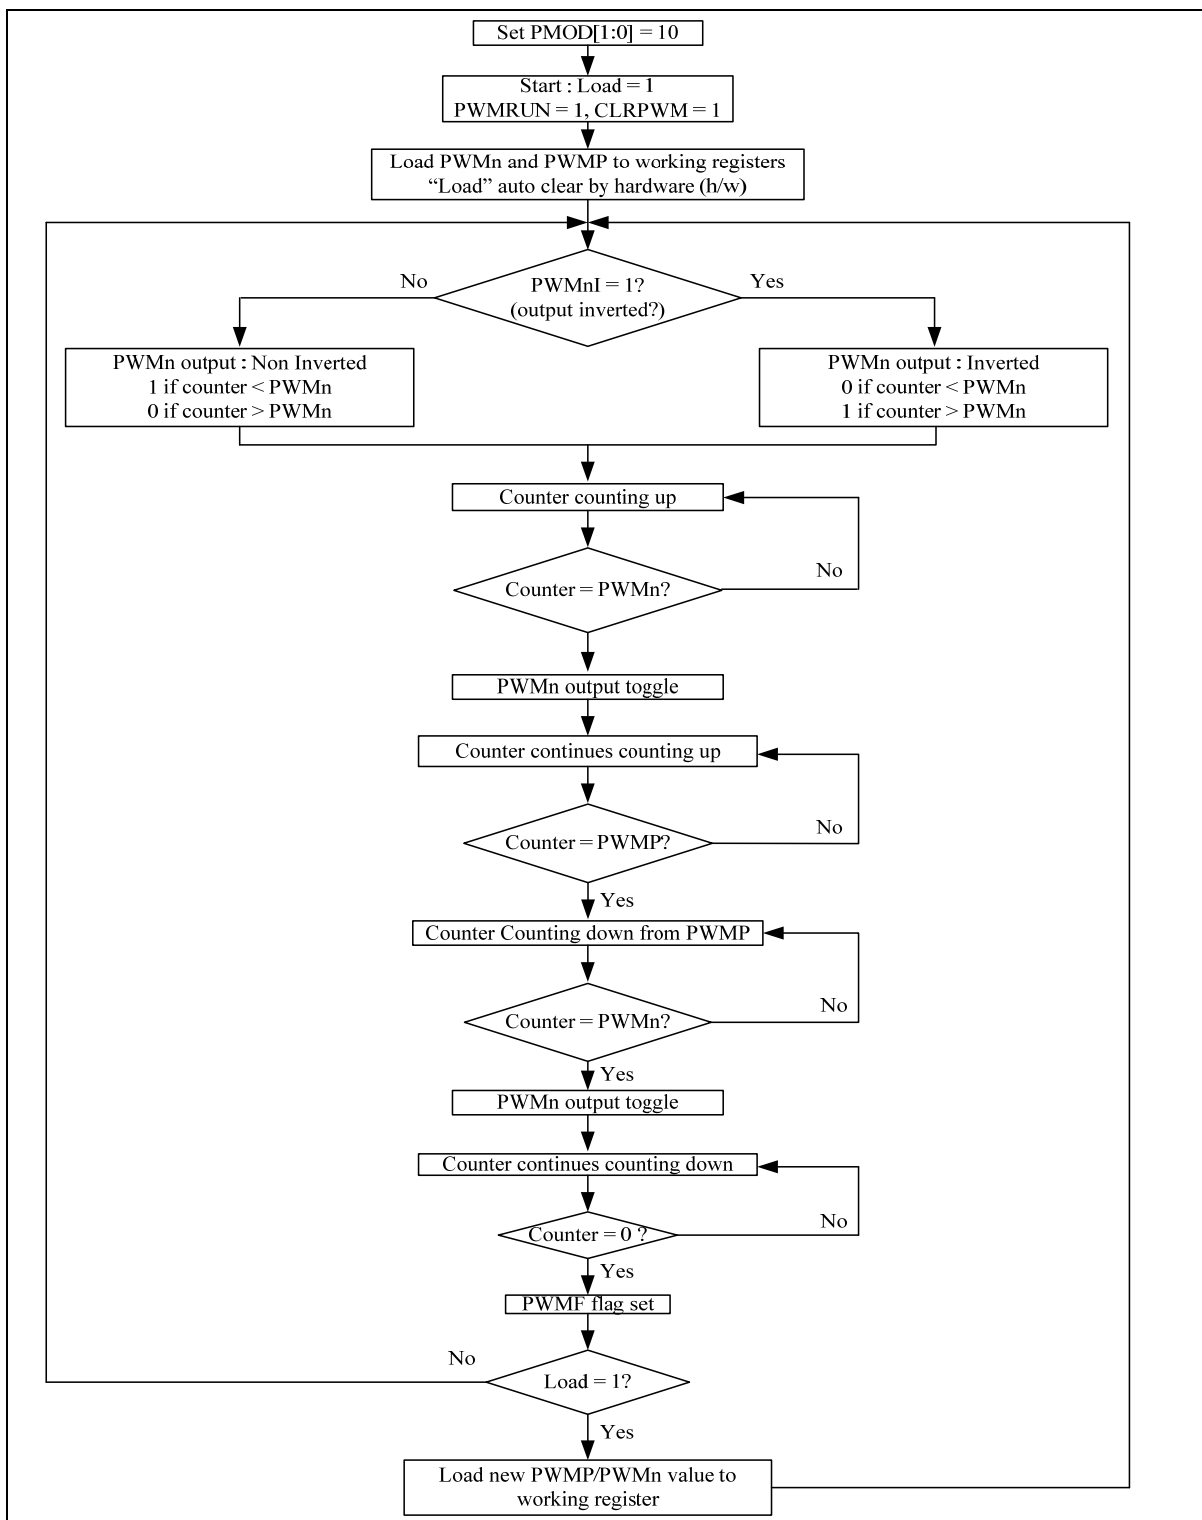 Set PMOD[1:0] = 10
Start : Load = 1
PWMRUN = 1, CLRPWM = 1
Load PWMn and PWMP to working registers
“Load” auto clear by hardware (h/w)
PWMnI = 1?
(output inverted?)
No
Yes
PWMn output : Non Inverted
1 if counter < PWMn
0 if counter > PWMn
PWMn output : Inverted
0 if counter < PWMn
1 if counter > PWMn
Counter counting up
Counter = PWMn?
No
PWMn output toggle
Counter continues counting up
Counter = PWMP?
No
Yes
Counter Counting down from PWMP
Counter = PWMn?
No
Yes
PWMn output toggle
Counter continues counting down
Counter = 0 ?
No
Yes
PWMF flag set
Load = 1?
No
Yes
Load new PWMP/PWMn value to
working register